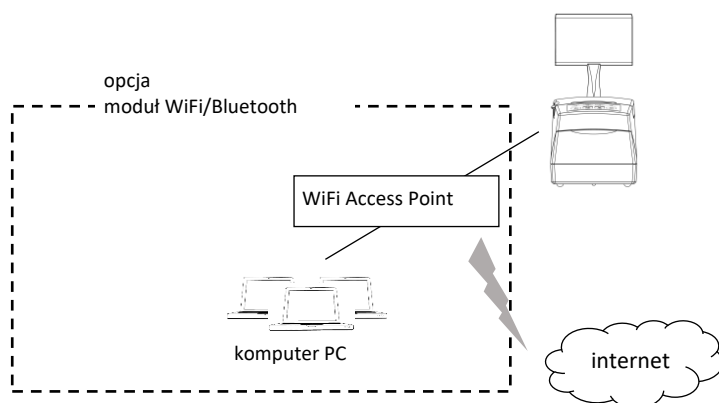 opcja
moduł WiFi/Bluetooth
WiFi Access Point
komputer PC
internet